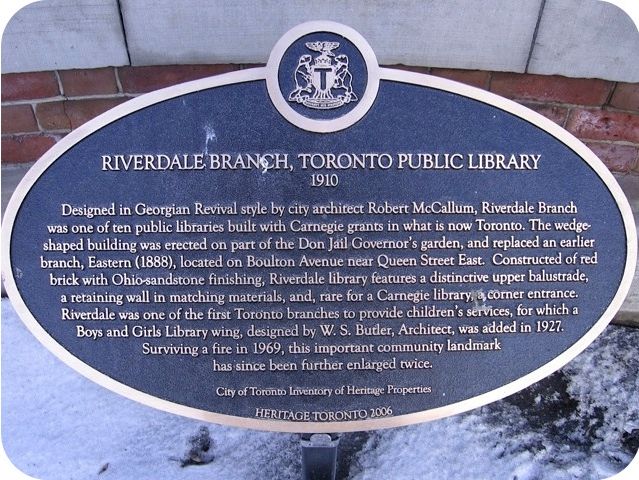 T
RIVERDALE BRANCH, TORONTO PUBLIC LIBRARY
1910
Designed in Georgian Revival style by city architect Robert McCallum, Riverdale Branch
was one of ten public libraries built with Carnegie grants in what is now Toronto. The wedge-
shaped building was erected on part of the Don Jail Governor's garden, and replaced an earlier
branch, Eastern (1888), located on Boulton Avenue near Queen Street East. Constructed of red
brick with Ohio-sandstone finishing, Riverdale library features a distinctive upper balustrade,
a retaining wall in matching materials, and, rare for a Carnegie library, a corner entrance.
Riverdale was one of the first Toronto branches to provide children's services, for which a
Boys and Girls Library wing, designed by W. S. Butler, Architect, was added in 1927.
Surviving a fire in 1969, this important community landmark
has since been further enlarged twice.
City of Toronto Inventory of Heritage Properties
HERITAGE TORONTO 2006